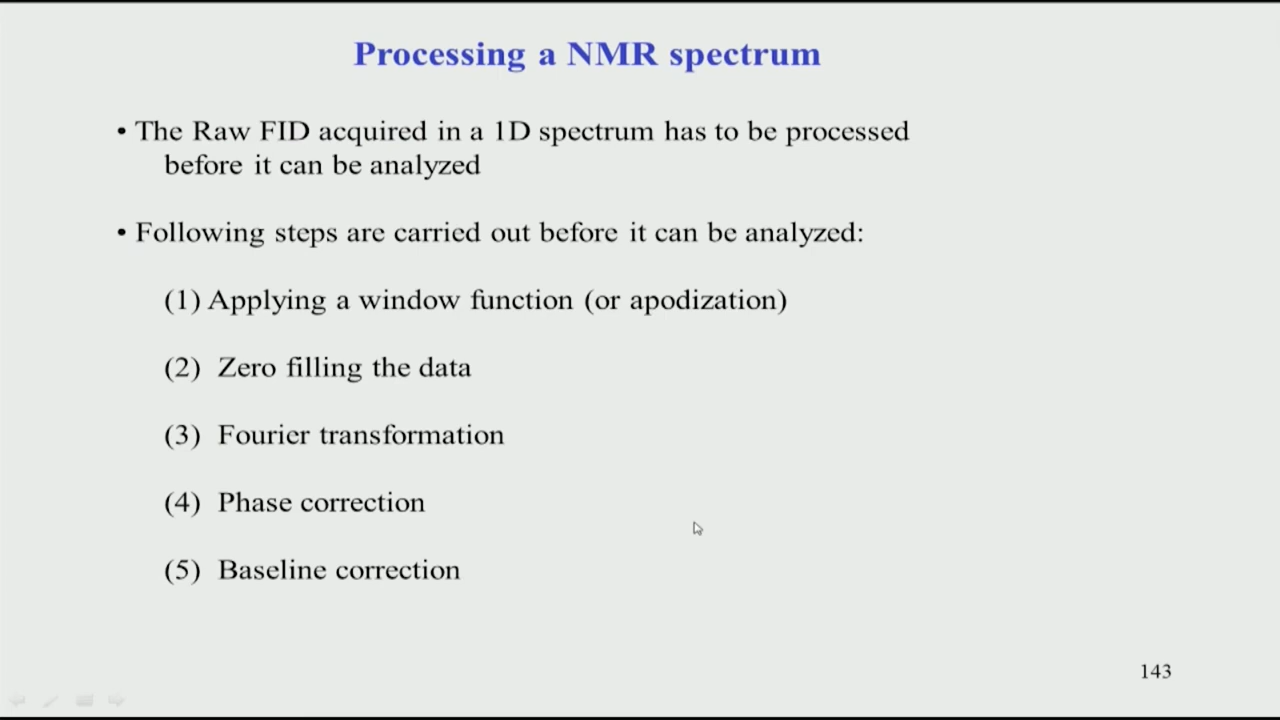 Processing a NMR spectrum
• The Raw FID acquired in a 1D spectrum has to be processed
before it can be analyzed
• Following steps are carried out before it can be analyzed:
(1) Applying a window function (or apodization)
(2) Zero filling the data
(3) Fourier transformation
(4) Phase correction
(5) Baseline correction
143